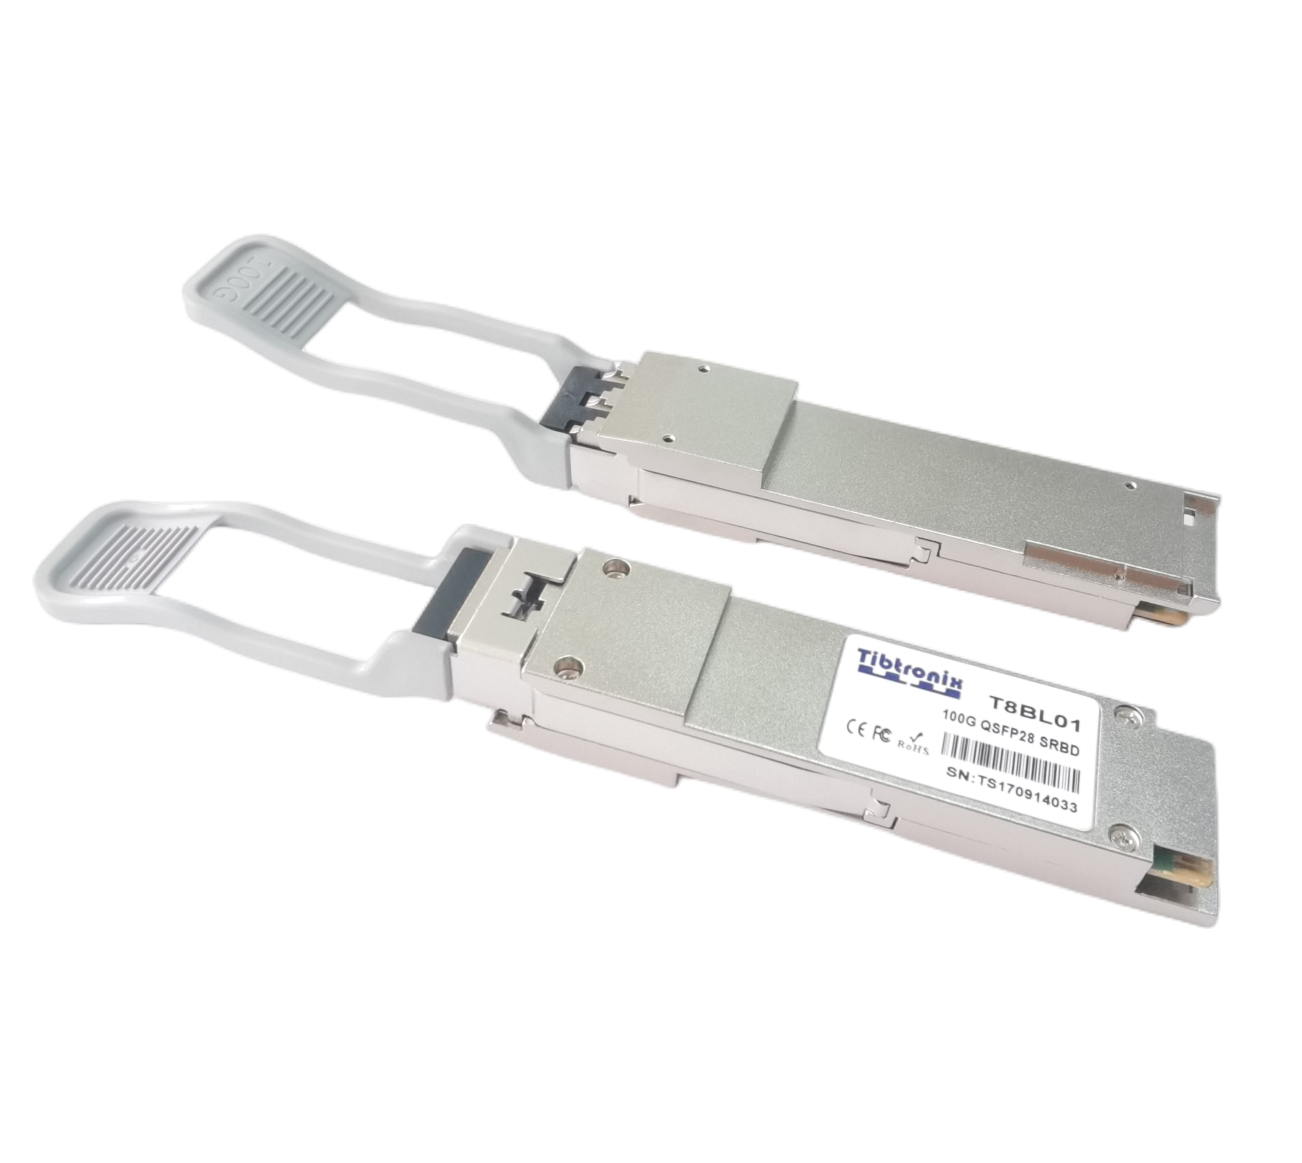 100G
Tibtronix
T8BL01
100G QSFP28 SRBD
CE FC RoHS
SN:TS170914033